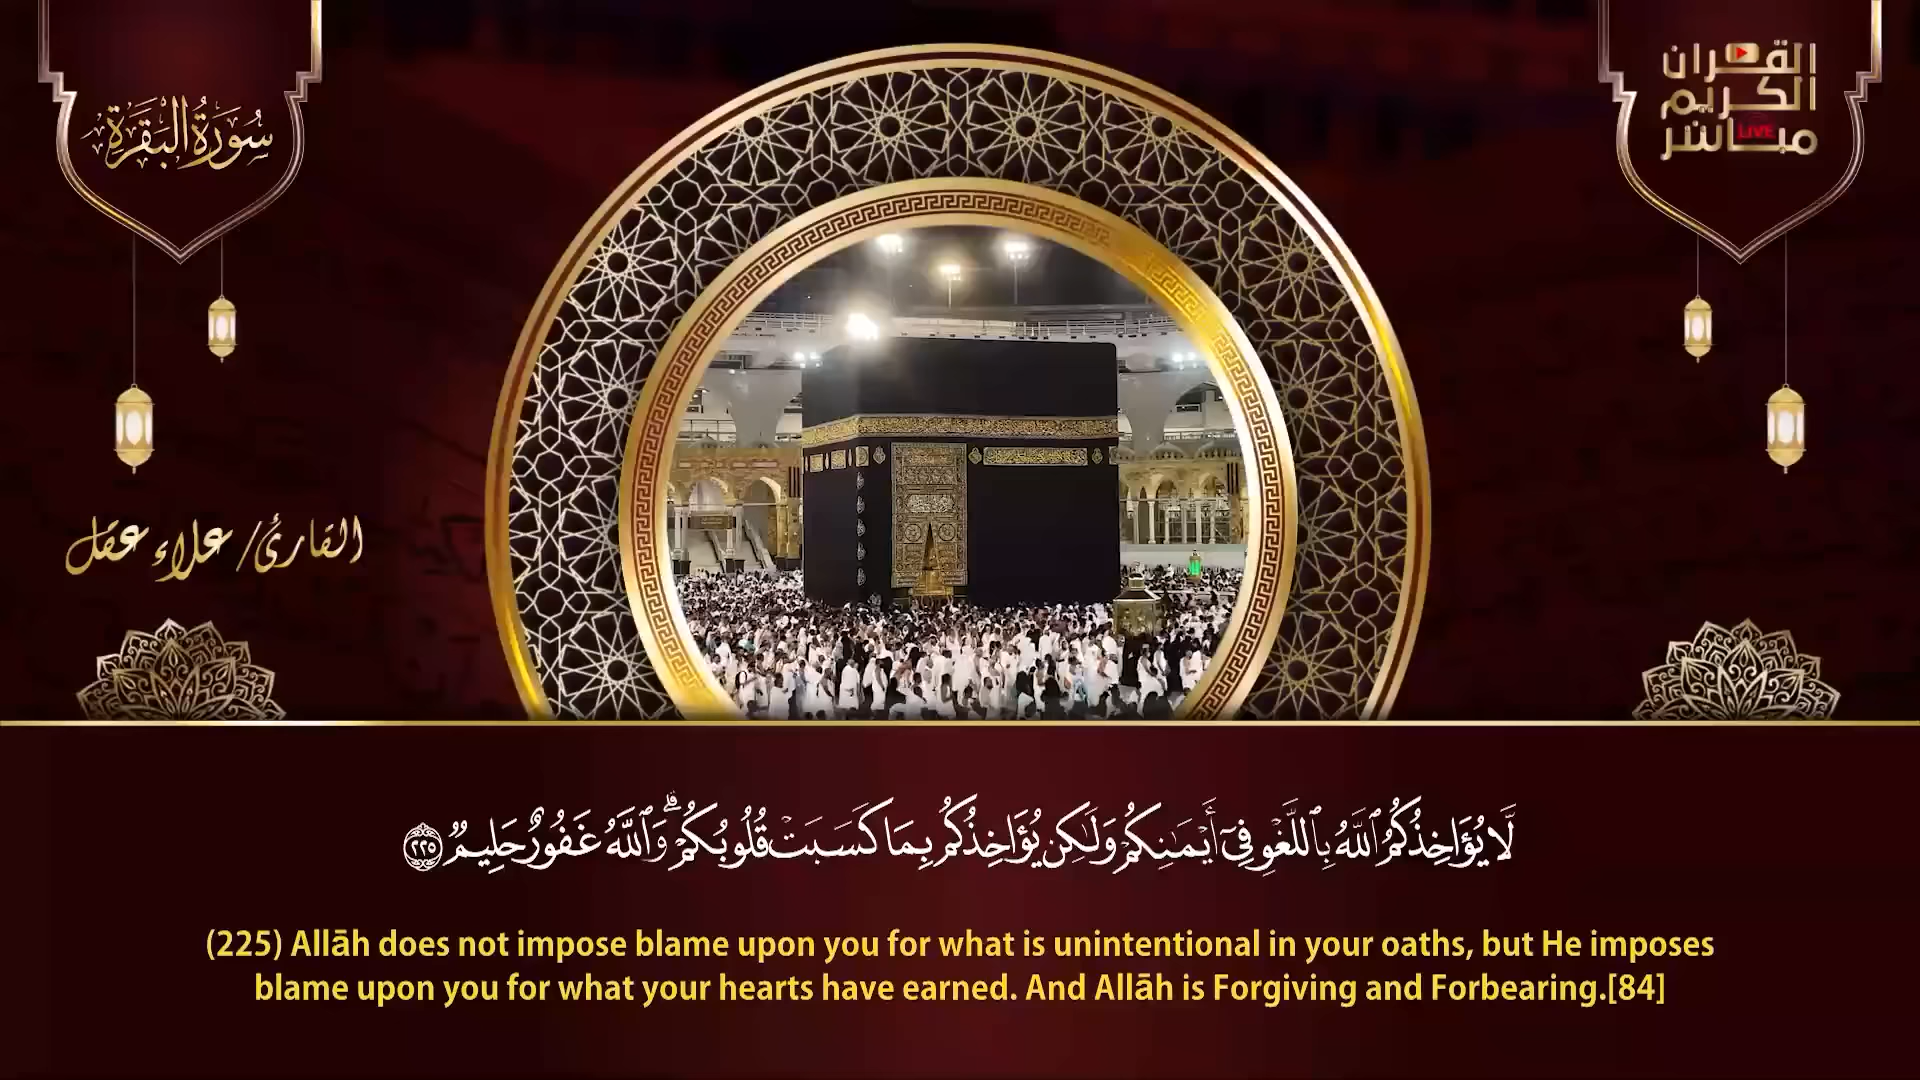 سُورَةُ البَقَرَةِ
القرآن
الكريم
مباشر
LIVE
القارئ/ علاء عقل
لَّا يُؤَاخِذُكُمُ ٱللَّهُ بِٱللَّغْوِ فِىٓ أَيْمَـٰنِكُمْ وَلَـٰكِن يُؤَاخِذُكُم بِمَا كَسَبَتْ قُلُوبُكُمْ ۗ وَٱللَّهُ غَفُورٌ حَلِيمٌ ٢٢٥
(225) Allāh does not impose blame upon you for what is unintentional in your oaths, but He imposes
blame upon you for what your hearts have earned. And Allāh is Forgiving and Forbearing.[84]